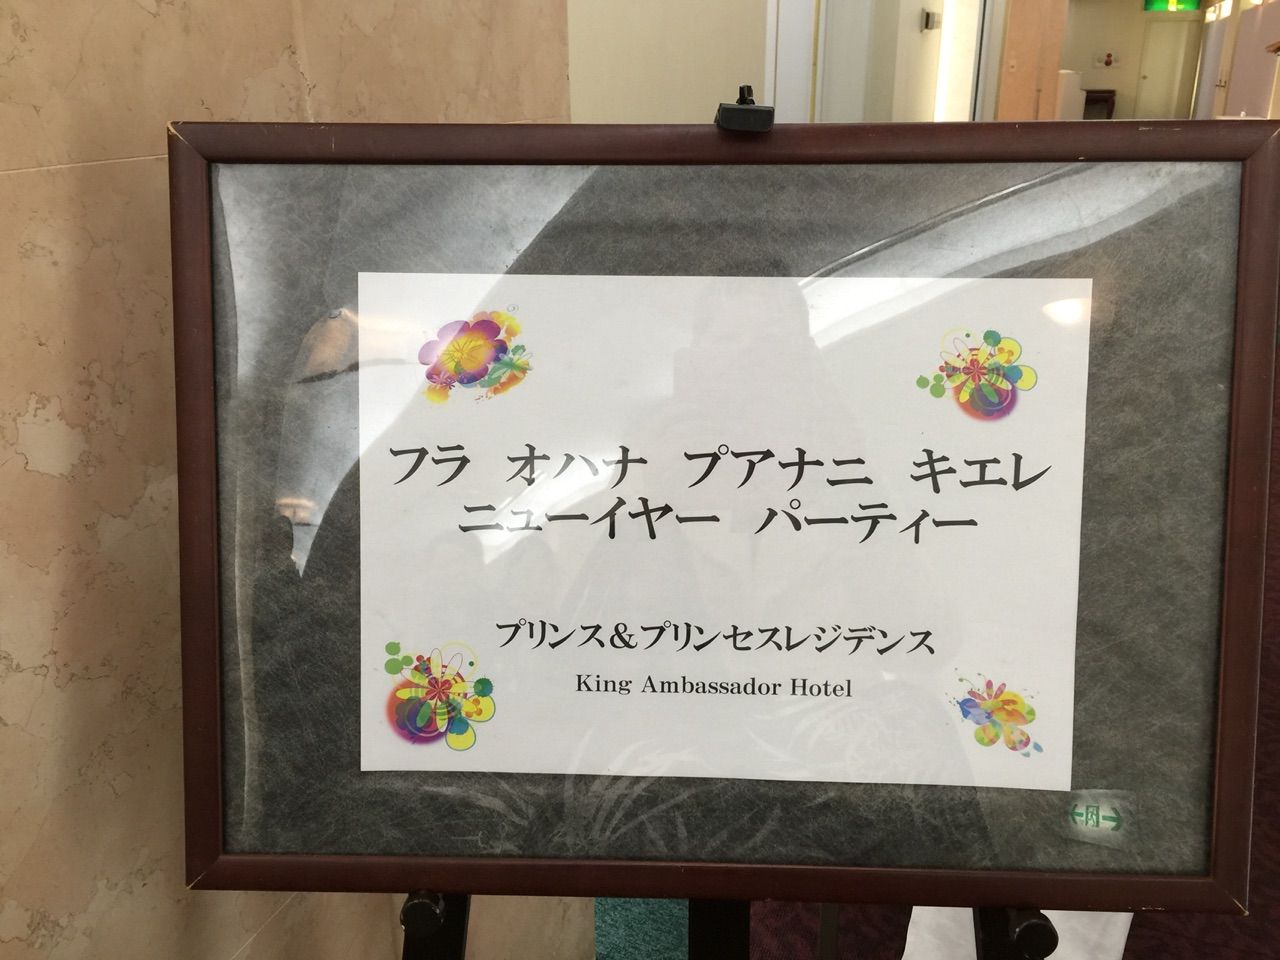 フラ　オハナ　プアナニ　キエレ
ニューイヤー　パーティー
プリンス&プリンセスレジデンス
King Ambassador Hotel